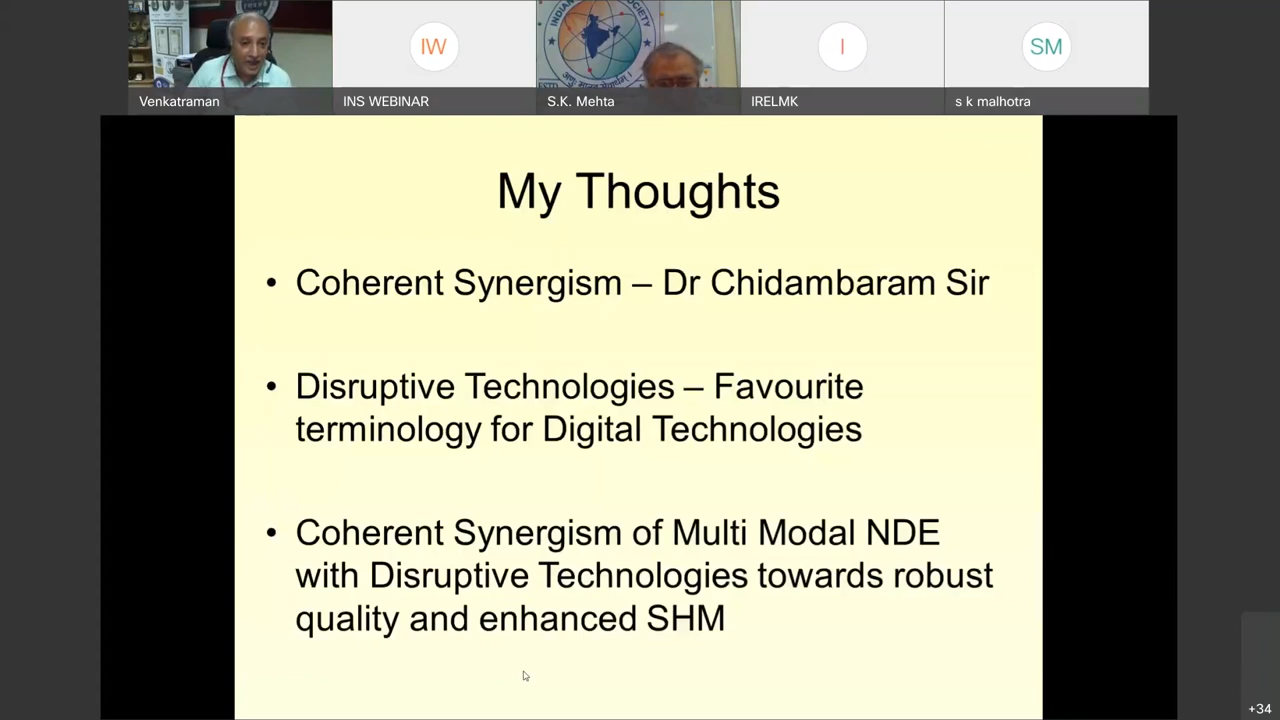 IW
I
SM
Venkatraman
INS WEBINAR
S.K. Mehta
IRELMK
s k malhotra
My Thoughts
• Coherent Synergism – Dr Chidambaram Sir
• Disruptive Technologies – Favourite
terminology for Digital Technologies
• Coherent Synergism of Multi Modal NDE
with Disruptive Technologies towards robust
quality and enhanced SHM
+34